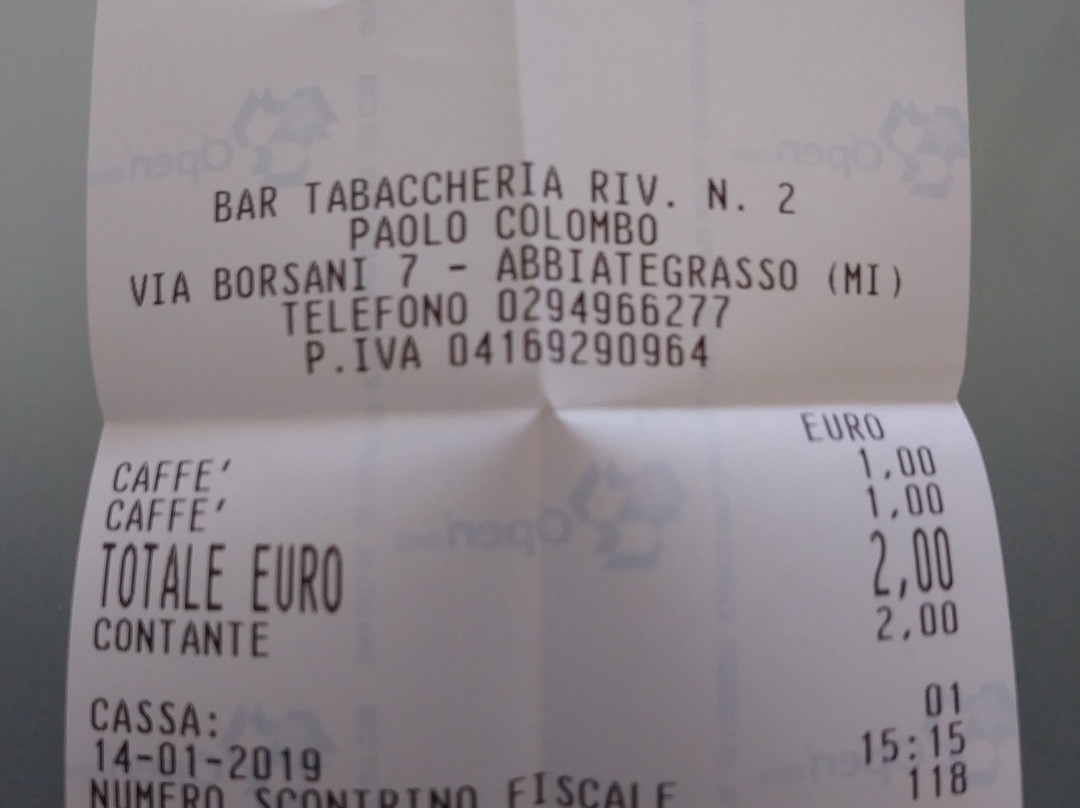 BAR TABACCHERIA RIV. N. 2
PAOLO COLOMBO
VIA BORSANI 7 - ABBIATEGRASSO (MI)
TELEFONO 0294966277
P.IVA 04169290964
EURO
CAFFE' 1,00
CAFFE' 1,00
TOTALE EURO 2,00
CONTANTE 2,00
CASSA: 01
14-01-2019 15:15
NUMERO SCONTRINO FISCALE 118